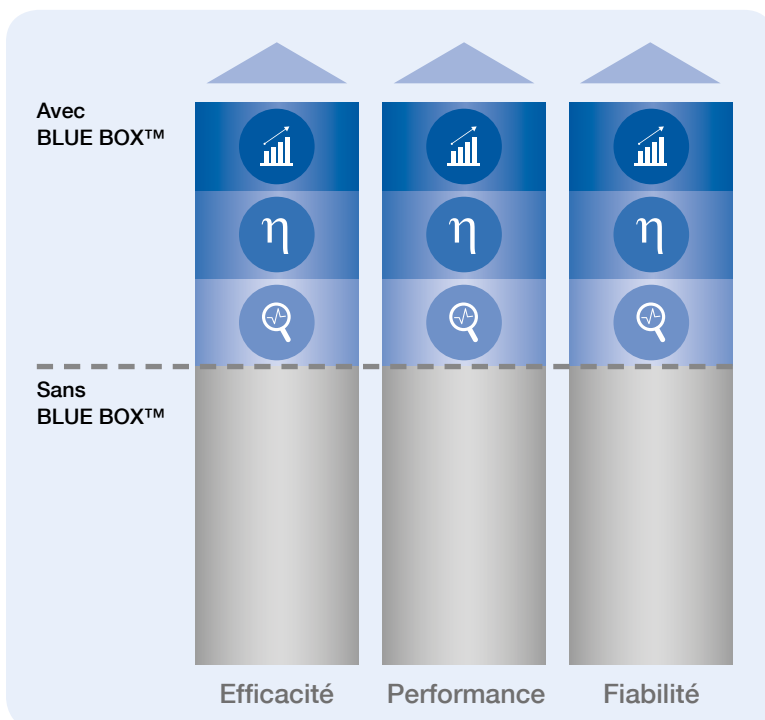 Avec
BLUE BOX™
η η η
Sans
BLUE BOX™
Efficacité Performance Fiabilité